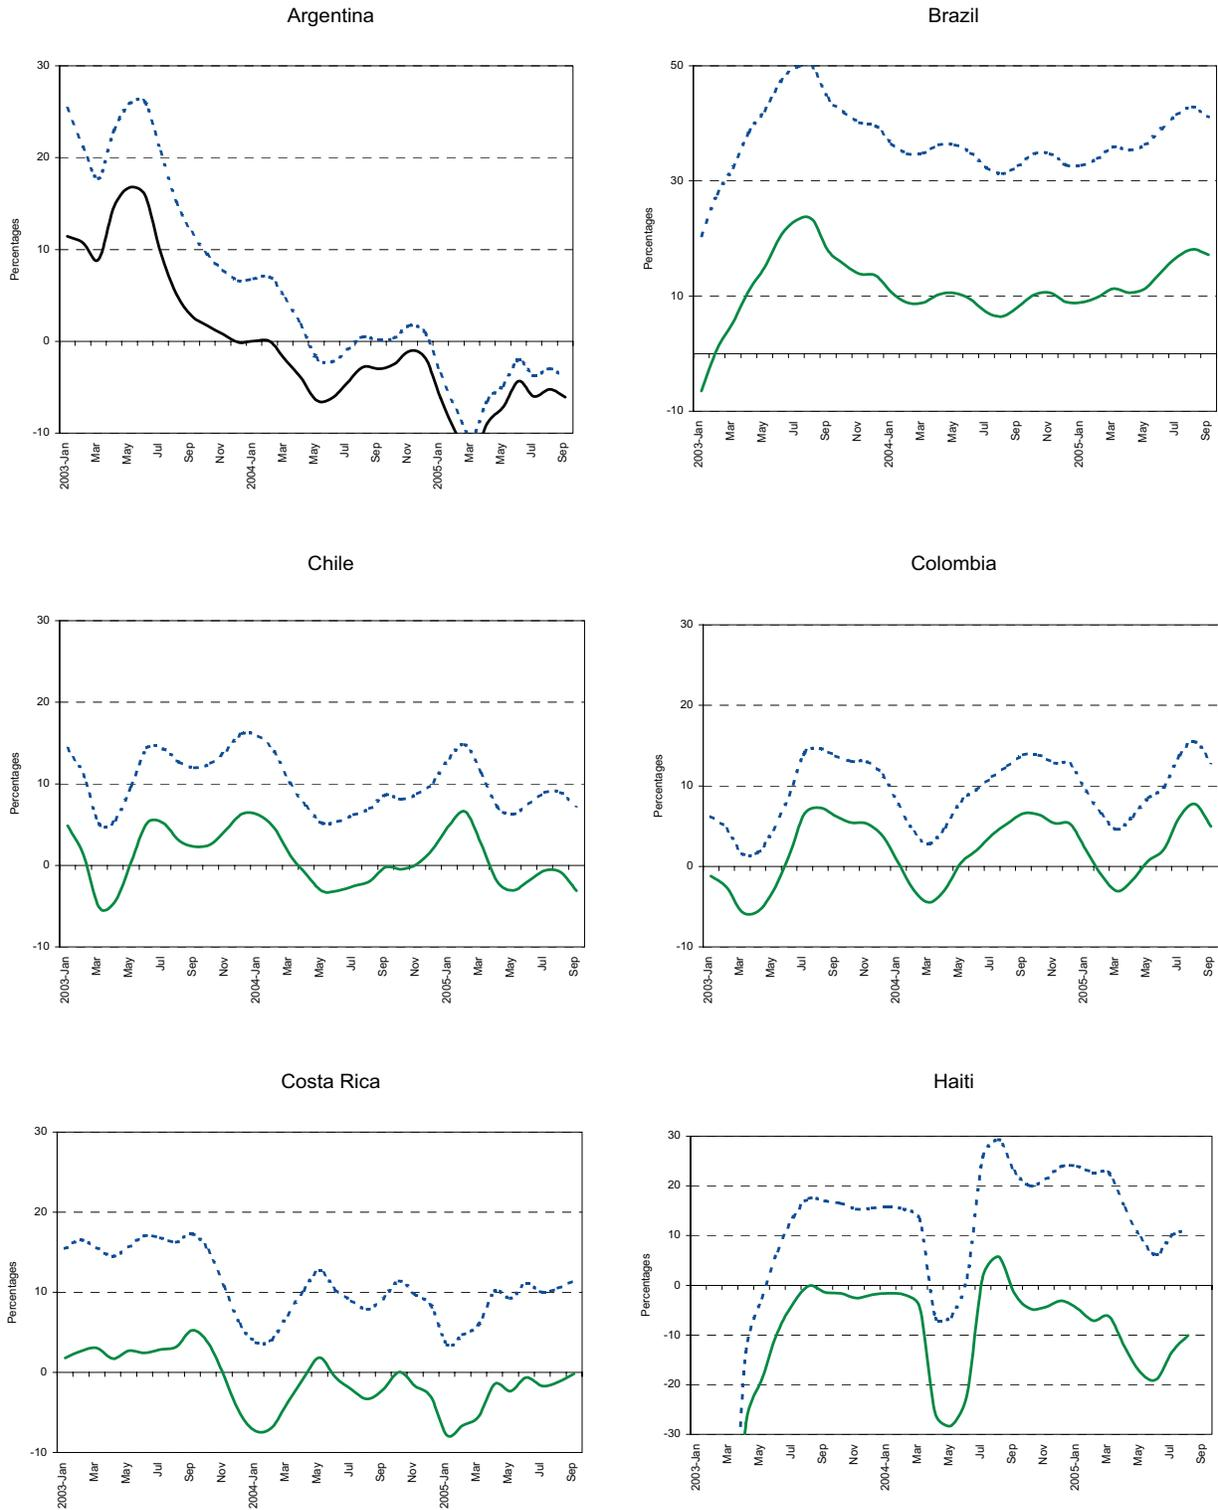 Argentina
Percentages
30
20
10
0
-10
2003-Jan
Mar
May
Jul
Sep
Nov
2004-Jan
Mar
May
Jul
Sep
Nov
2005-Jan
Mar
May
Jul
Sep
Brazil
Percentages
50
30
10
-10
2003-Jan
Mar
May
Jul
Sep
Nov
2004-Jan
Mar
May
Jul
Sep
Nov
2005-Jan
Mar
May
Jul
Sep
Chile
Percentages
30
20
10
0
-10
2003-Jan
Mar
May
Jul
Sep
Nov
2004-Jan
Mar
May
Jul
Sep
Nov
2005-Jan
Mar
May
Jul
Sep
Colombia
Percentages
30
20
10
0
-10
2003-Jan
Mar
May
Jul
Sep
Nov
2004-Jan
Mar
May
Jul
Sep
Nov
2005-Jan
Mar
May
Jul
Sep
Costa Rica
Percentages
30
20
10
0
-10
2003-Jan
Mar
May
Jul
Sep
Nov
2004-Jan
Mar
May
Jul
Sep
Nov
2005-Jan
Mar
May
Jul
Sep
Haiti
Percentages
30
20
10
0
-10
-20
-30
2003-Jan
Mar
May
Jul
Sep
Nov
2004-Jan
Mar
May
Jul
Sep
Nov
2005-Jan
Mar
May
Jul
Sep